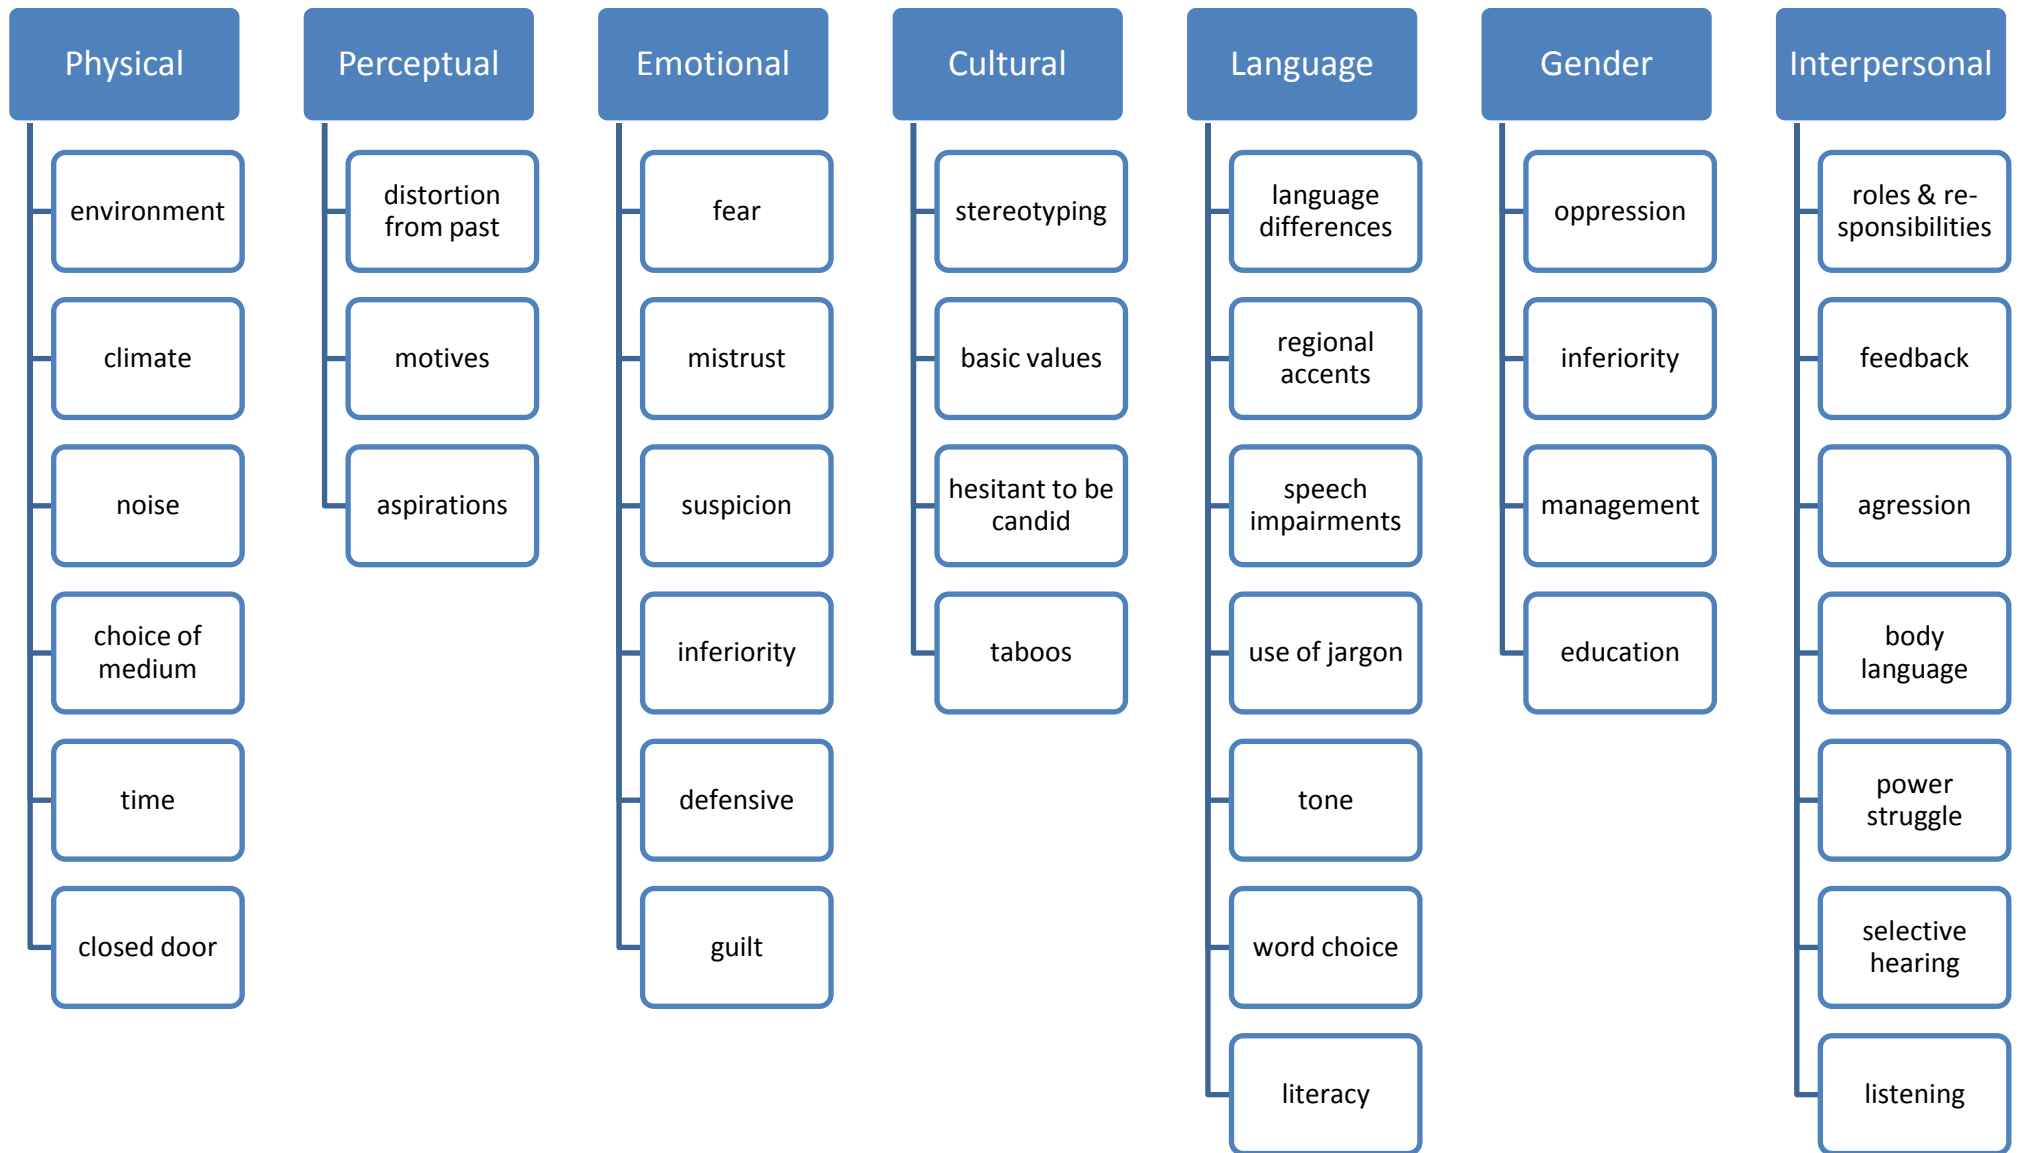 Physical
environment
climate
noise
choice of
medium
time
closed door
Perceptual
distortion
from past
motives
aspirations
Emotional
fear
mistrust
suspicion
inferiority
defensive
guilt
Cultural
stereotyping
basic values
hesitant to be
candid
taboos
Language
language
differences
regional
accents
speech
impairments
use of jargon
tone
word choice
literacy
Gender
oppression
inferiority
management
education
Interpersonal
roles & re-
sponsibilities
feedback
agression
body
language
power
struggle
selective
hearing
listening